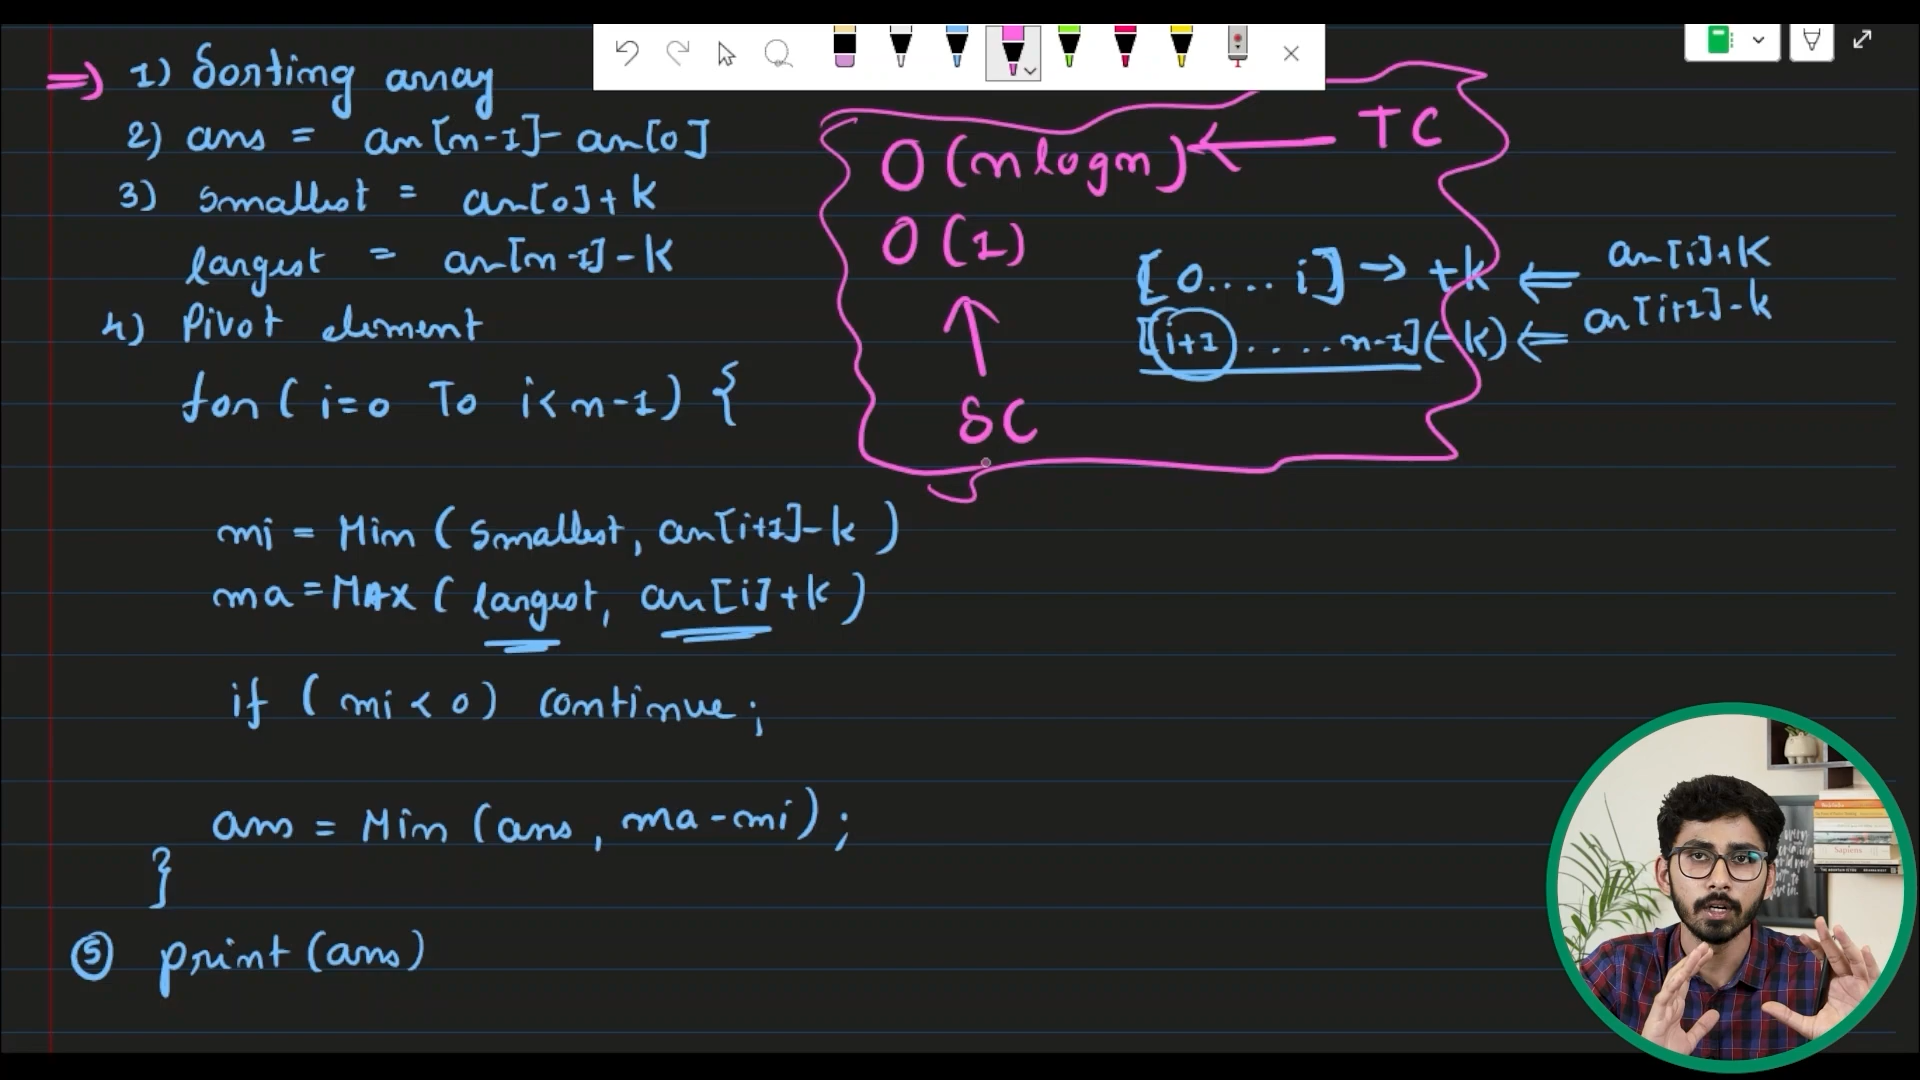 => 1) Sorting array
2) ans = arr[n-1] - arr[0]
3) smallest = arr[0] + k
largest = arr[n-1] - k
4) Pivot element
for ( i=0 To i < n-1 ) {
mi = Min ( smallest, arr[i+1] - k )
ma = MAX ( largest, arr[i] + k )
if ( mi < 0 ) continue ;
ans = Min (ans, ma - mi) ;
}
5 print (ans)
O (n logn) ← TC
O (1)
↑
SC
[ 0.... i ] → +k ⇐ arr[i]+K
[ i+1 ..... n-1] (-k) ⇐ arr[i+1] - k
Sapiens